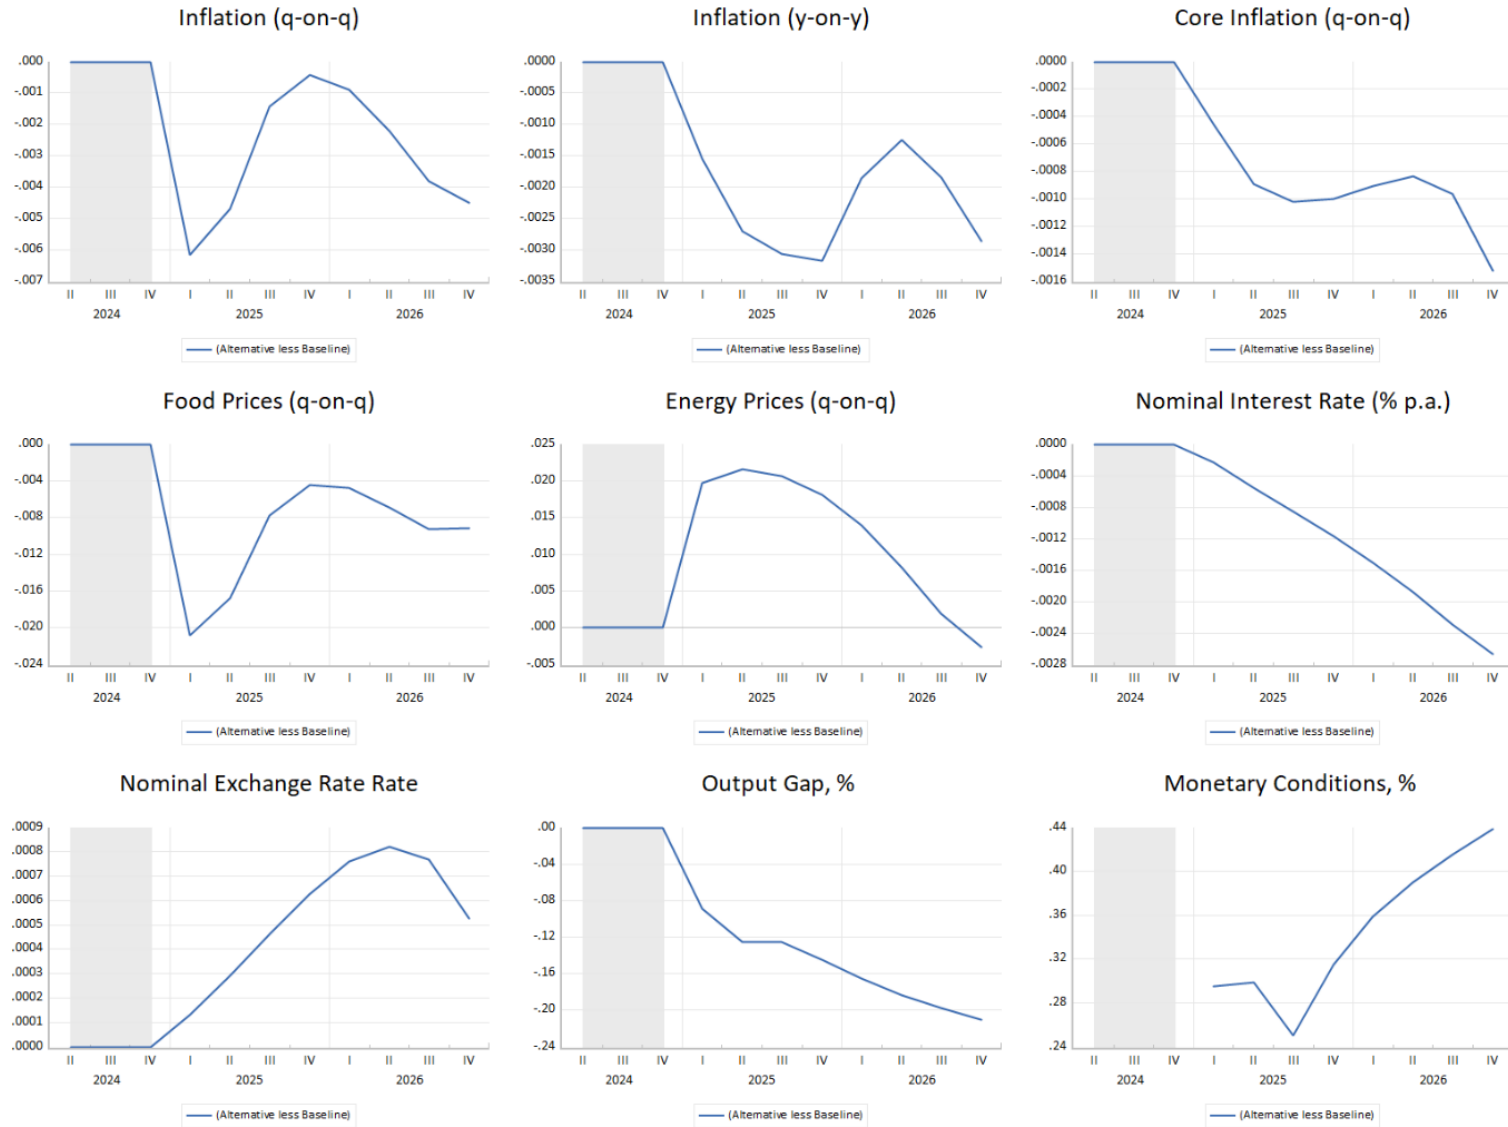 Inflation (q-on-q)
.000
-.001
-.002
-.003
-.004
-.005
-.006
-.007
II III IV I II III IV I II III IV
2024 2025 2026
(Alternative less Baseline)
Inflation (y-on-y)
.0000
-.0005
-.0010
-.0015
-.0020
-.0025
-.0030
-.0035
II III IV I II III IV I II III IV
2024 2025 2026
(Alternative less Baseline)
Core Inflation (q-on-q)
.0000
-.0002
-.0004
-.0006
-.0008
-.0010
-.0012
-.0014
-.0016
II III IV I II III IV I II III IV
2024 2025 2026
(Alternative less Baseline)
Food Prices (q-on-q)
.000
-.004
-.008
-.012
-.016
-.020
-.024
II III IV I II III IV I II III IV
2024 2025 2026
(Alternative less Baseline)
Energy Prices (q-on-q)
.025
.020
.015
.010
.005
.000
-.005
II III IV I II III IV I II III IV
2024 2025 2026
(Alternative less Baseline)
Nominal Interest Rate (% p.a.)
.0000
-.0004
-.0008
-.0012
-.0016
-.0020
-.0024
-.0028
II III IV I II III IV I II III IV
2024 2025 2026
(Alternative less Baseline)
Nominal Exchange Rate Rate
.0009
.0008
.0007
.0006
.0005
.0004
.0003
.0002
.0001
.0000
II III IV I II III IV I II III IV
2024 2025 2026
(Alternative less Baseline)
Output Gap, %
.00
-.04
-.08
-.12
-.16
-.20
-.24
II III IV I II III IV I II III IV
2024 2025 2026
(Alternative less Baseline)
Monetary Conditions, %
.44
.40
.36
.32
.28
.24
II III IV I II III IV I II III IV
2024 2025 2026
(Alternative less Baseline)